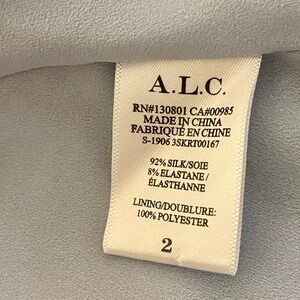 A.L.C.
RN#130801 CA#00985
MADE IN CHINA
FABRIQUÉ EN CHINE
S-1906 3SKRT00167
92% SILK/SOIE
8% ELASTANE/
ÉLASTHANNE
LINING/DOUBLURE:
100% POLYESTER
2